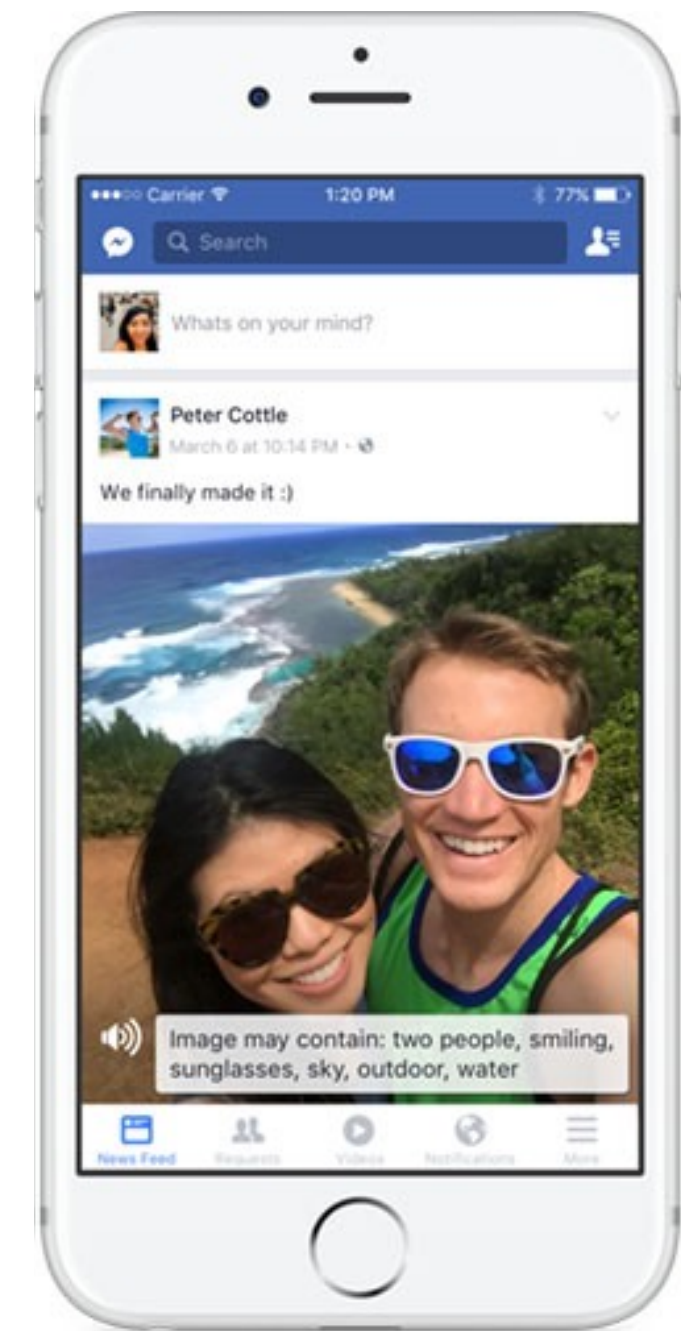 Carrier 1:20 PM 77%
Search
Whats on your mind?
Peter Cottle
March 6 at 10:14 PM
We finally made it :)
Image may contain: two people, smiling,
sunglasses, sky, outdoor, water
News Feed Requests Videos Notifications More